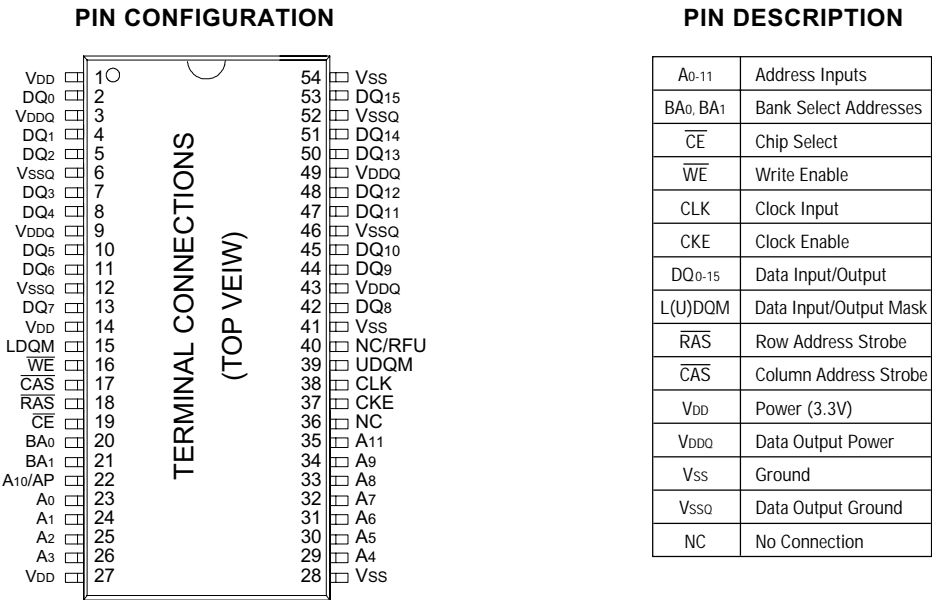 PIN CONFIGURATION
VDD 1 54 VSS
DQ0 2 53 DQ15
VDDQ 3 52 VSSQ
DQ1 4 51 DQ14
DQ2 5 50 DQ13
VSSQ 6 49 VDDQ
DQ3 7 48 DQ12
DQ4 8 47 DQ11
VDDQ 9 46 VSSQ
DQ5 10 45 DQ10
DQ6 11 44 DQ9
VSSQ 12 43 VDDQ
DQ7 13 42 DQ8
VDD 14 41 VSS
LDQM 15 40 NC/RFU
WE 16 39 UDQM
CAS 17 38 CLK
RAS 18 37 CKE
CE 19 36 NC
BA0 20 35 A11
BA1 21 34 A9
A10/AP 22 33 A8
A0 23 32 A7
A1 24 31 A6
A2 25 30 A5
A3 26 29 A4
VDD 27 28 VSS
TERMINAL CONNECTIONS
(TOP VEIW)
PIN DESCRIPTION
A0-11 Address Inputs
BA0, BA1 Bank Select Addresses
CE Chip Select
WE Write Enable
CLK Clock Input
CKE Clock Enable
DQ0-15 Data Input/Output
L(U)DQM Data Input/Output Mask
RAS Row Address Strobe
CAS Column Address Strobe
VDD Power (3.3V)
VDDQ Data Output Power
VSS Ground
VSSQ Data Output Ground
NC No Connection